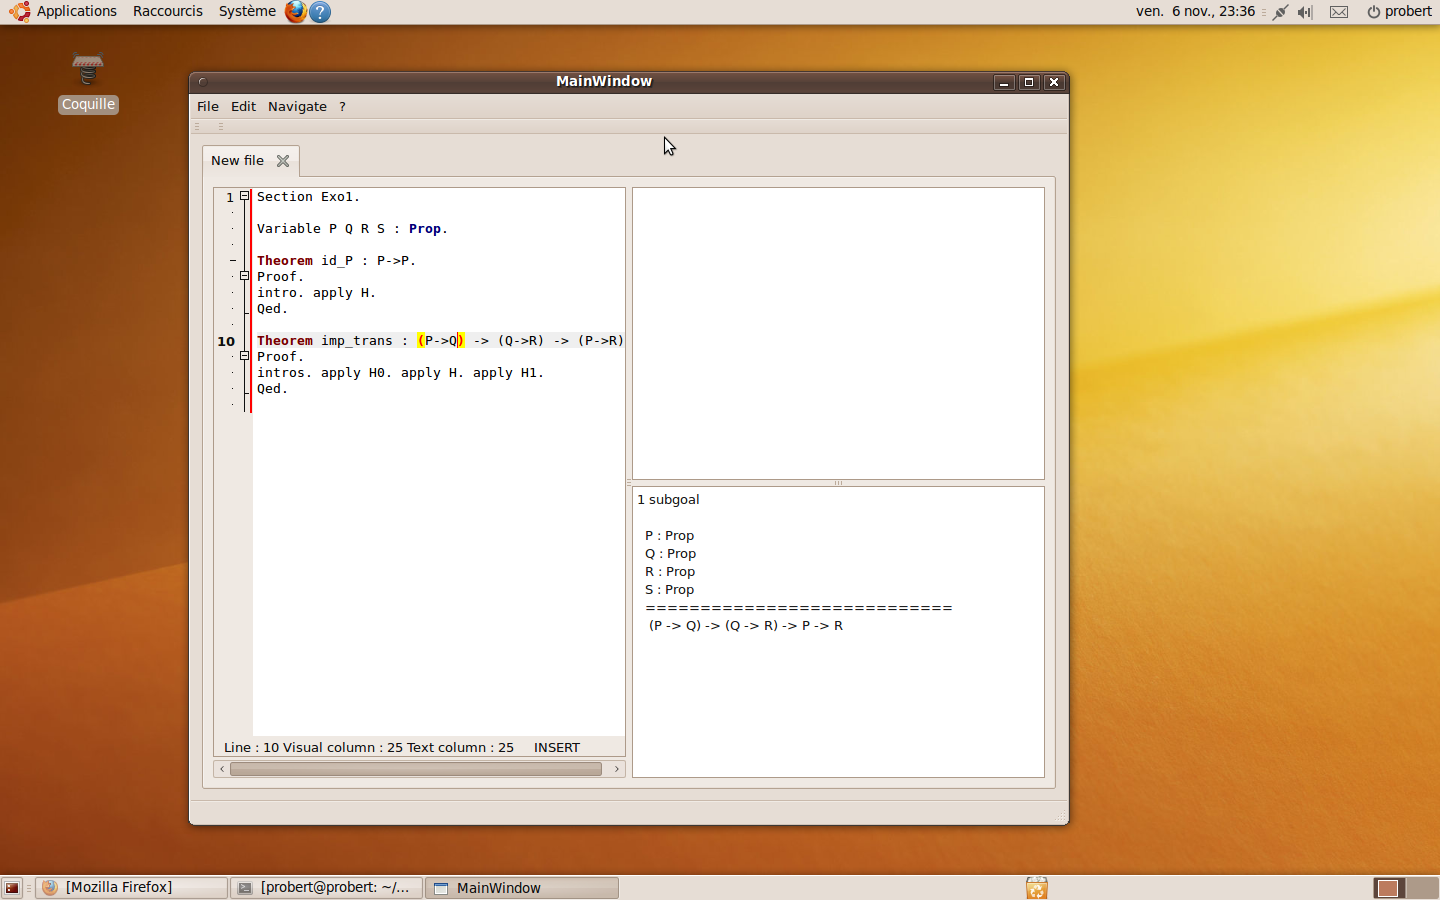 Applications Raccourcis Système ? ven. 6 nov., 23:36 probert
Coquille
MainWindow
File Edit Navigate ?
New file
1 Section Exo1.
Variable P Q R S : Prop.
Theorem id_P : P->P.
Proof.
intro. apply H.
Qed.
10 Theorem imp_trans : (P->Q) -> (Q->R) -> (P->R)
Proof.
intros. apply H0. apply H. apply H1.
Qed.
Line : 10 Visual column : 25 Text column : 25 INSERT
1 subgoal
P : Prop
Q : Prop
R : Prop
S : Prop
============================
(P -> Q) -> (Q -> R) -> P -> R
[Mozilla Firefox] [probert@probert: ~/... MainWindow